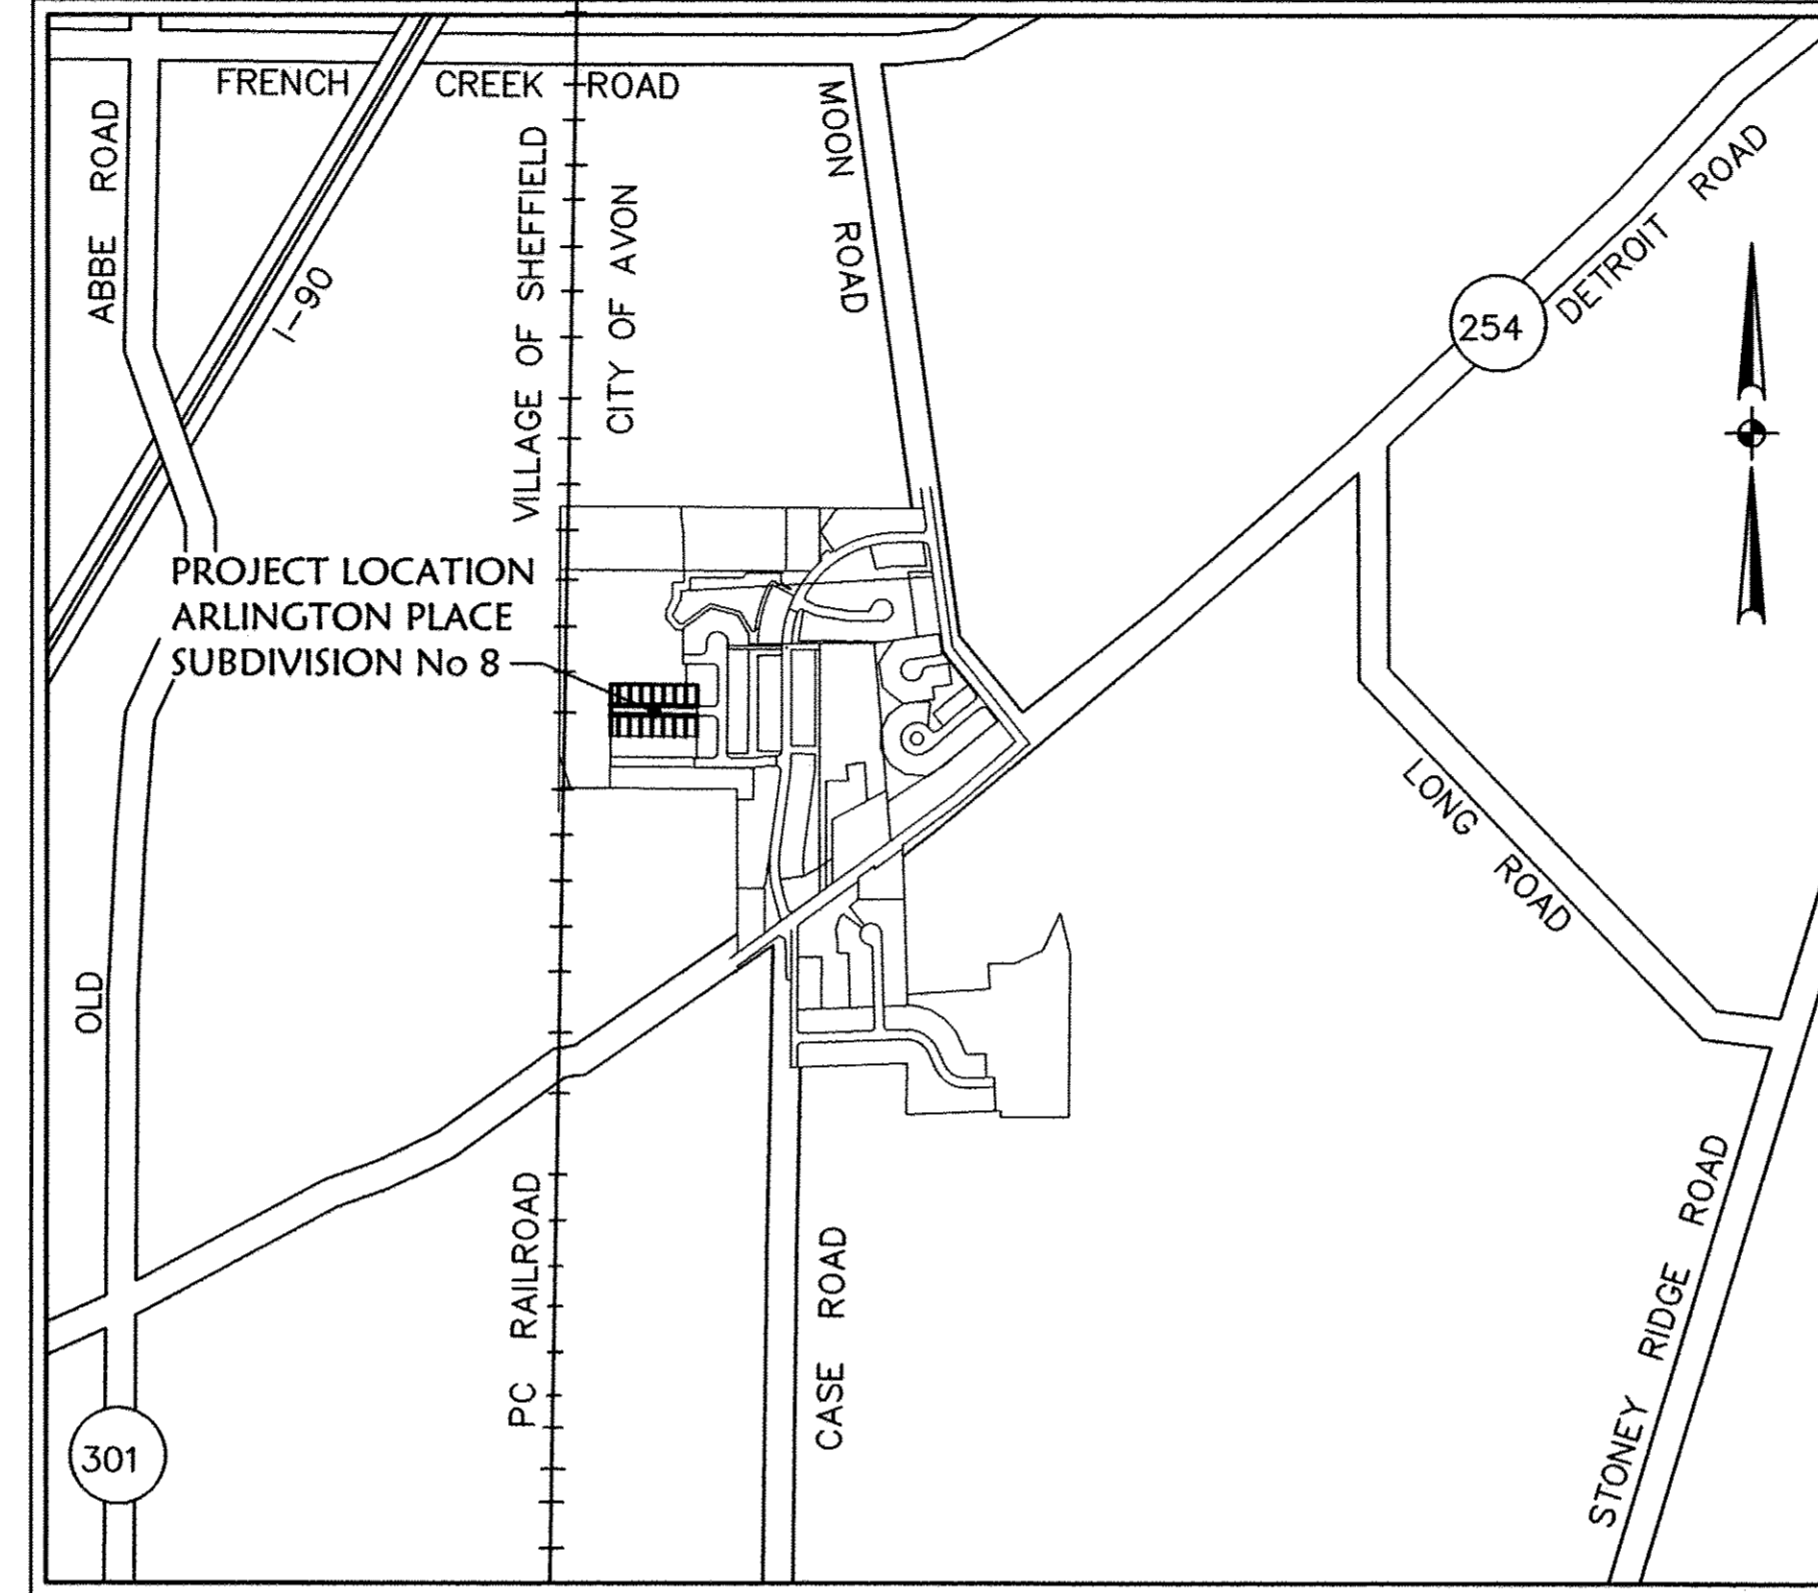 FRENCH CREEK ROAD
ABBE ROAD
I-90
VILLAGE OF SHEFFIELD
CITY OF AVON
MOON ROAD
DETROIT ROAD
254
PROJECT LOCATION
ARLINGTON PLACE
SUBDIVISION No 8
LONG ROAD
OLD
301
PC RAILROAD
CASE ROAD
STONEY RIDGE ROAD